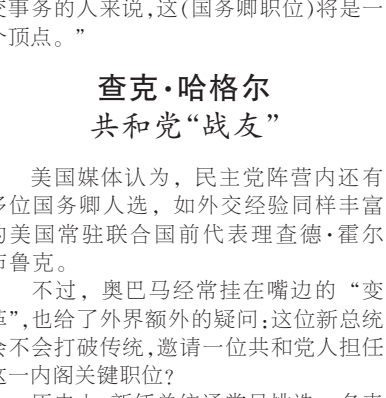 交事务的人来说,这(国务卿职位)将是一
个顶点。”
查克·哈格尔
共和党“战友”
美国媒体认为，民主党阵营内还有
多位国务卿人选，如外交经验同样丰富
的美国常驻联合国前代表理查德·霍尔
布鲁克。
不过，奥巴马经常挂在嘴边的“变
革”,也给了外界额外的疑问:这位新总统
会不会打破传统,邀请一位共和党人担任
这一内阁关键职位?